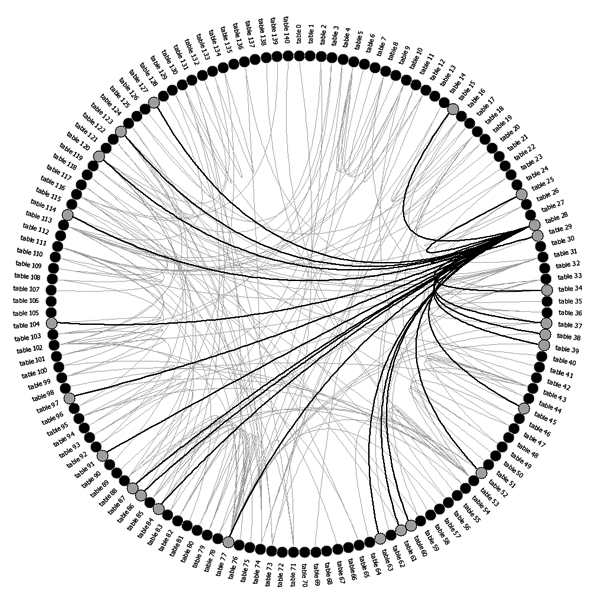 table 0
table 1
table 2
table 3
table 4
table 5
table 6
table 7
table 8
table 9
table 10
table 11
table 12
table 13
table 14
table 15
table 16
table 17
table 18
table 19
table 20
table 21
table 22
table 23
table 24
table 25
table 26
table 27
table 28
table 29
table 30
table 31
table 32
table 33
table 34
table 35
table 36
table 37
table 38
table 39
table 40
table 41
table 42
table 43
table 44
table 45
table 46
table 47
table 48
table 49
table 50
table 51
table 52
table 53
table 54
table 55
table 56
table 57
table 58
table 59
table 60
table 61
table 62
table 63
table 64
table 65
table 66
table 67
table 68
table 69
table 70
table 71
table 72
table 73
table 74
table 75
table 76
table 77
table 78
table 79
table 80
table 81
table 82
table 83
table 84
table 85
table 86
table 87
table 88
table 89
table 90
table 91
table 92
table 93
table 94
table 95
table 96
table 97
table 98
table 99
table 100
table 101
table 102
table 103
table 104
table 105
table 106
table 107
table 108
table 109
table 110
table 111
table 112
table 113
table 114
table 115
table 116
table 117
table 118
table 119
table 120
table 121
table 122
table 123
table 124
table 125
table 126
table 127
table 128
table 129
table 130
table 131
table 132
table 133
table 134
table 135
table 136
table 137
table 138
table 139
table 140